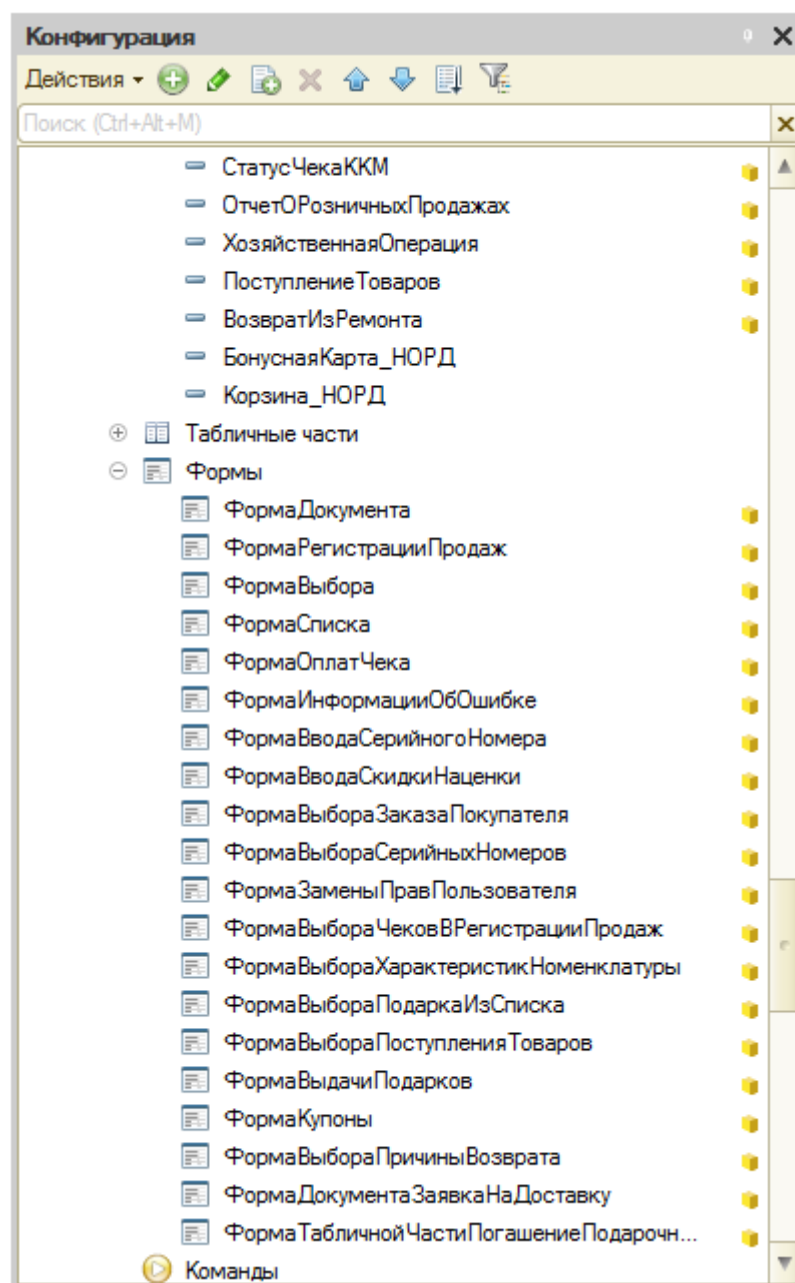 Конфигурация
Действия
Поиск (Ctrl+Alt+M)
СтатусЧекаККМ
ОтчетОРозничныхПродажах
ХозяйственнаяОперация
ПоступлениеТоваров
ВозвратИзРемонта
БонуснаяКарта_НОРД
Корзина_НОРД
Табличные части
Формы
ФормаДокумента
ФормаРегистрацииПродаж
ФормаВыбора
ФормаСписка
ФормаОплатЧека
ФормаИнформацииОбОшибке
ФормаВводаСерийногоНомера
ФормаВводаСкидкиНаценки
ФормаВыбораЗаказаПокупателя
ФормаВыбораСерийныхНомеров
ФормаЗаменыПравПользователя
ФормаВыбораЧековВРегистрацииПродаж
ФормаВыбораХарактеристикНоменклатуры
ФормаВыбораПодаркаИзСписка
ФормаВыбораПоступленияТоваров
ФормаВыдачиПодарков
ФормаКупоны
ФормаВыбораПричиныВозврата
ФормаДокументаЗаявкаНаДоставку
ФормаТабличнойЧастиПогашениеПодарочн...
Команды